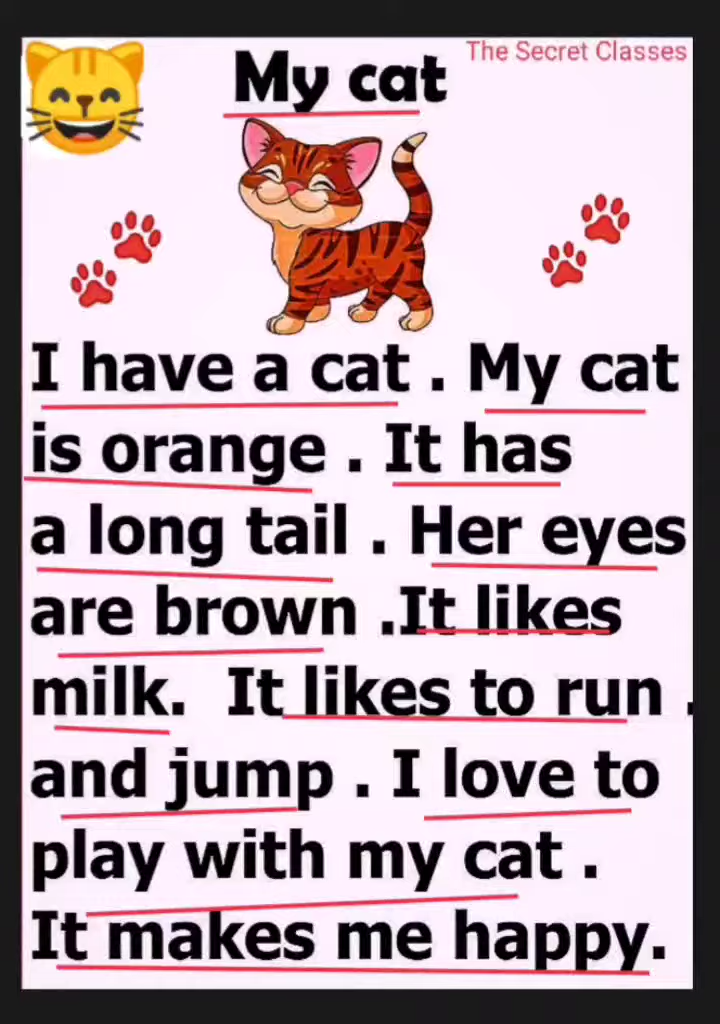 The Secret Classes
My cat
I have a cat . My cat
is orange . It has
a long tail . Her eyes
are brown .It likes
milk.  It likes to run .
and jump . I love to
play with my cat .
It makes me happy.